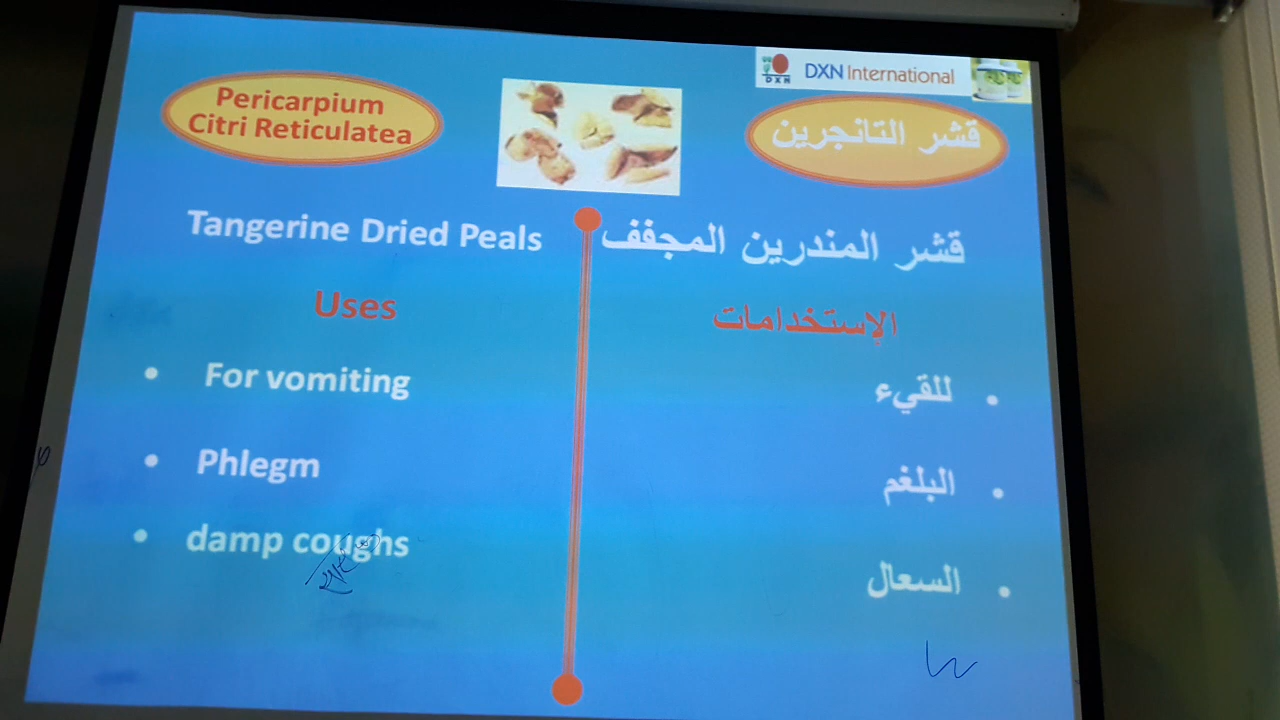 DXN
DXN International
Pericarpium
Citri Reticulatea
قشر التانجرين
Tangerine Dried Peals
قشر المندرين المجفف
Uses
الإستخدامات
• For vomiting
• Phlegm
• damp coughs
• للقيء
• البلغم
• السعال